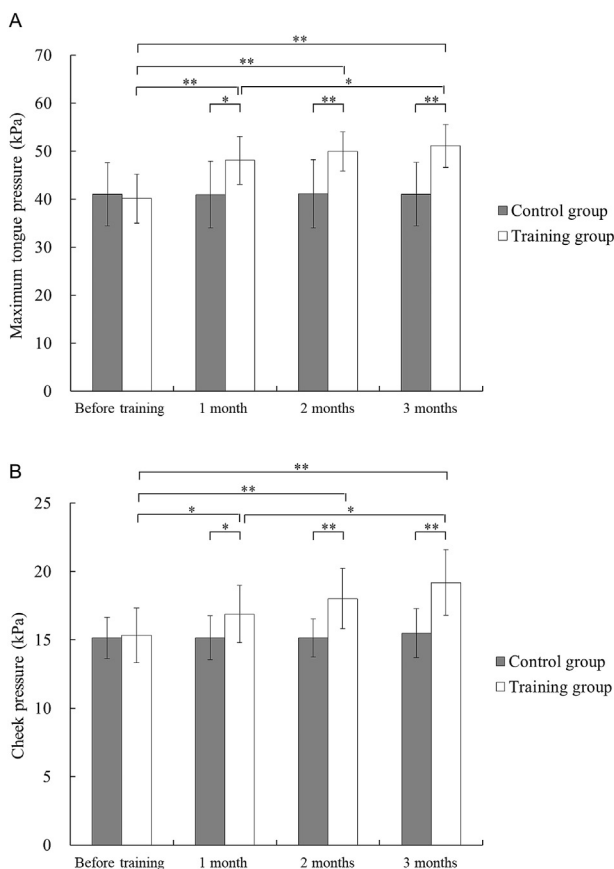 A
Maximum tongue pressure (kPa)
70
60
50
40
30
20
10
0
**
**
** *
* ** **
Before training 1 month 2 months 3 months
Control group
Training group
B
Cheek pressure (kPa)
25
20
15
10
5
0
**
**
* *
* ** **
Before training 1 month 2 months 3 months
Control group
Training group